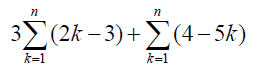 3∑_{k=1}^{n}(2k − 3) + ∑_{k=1}^{n}(4 − 5k)